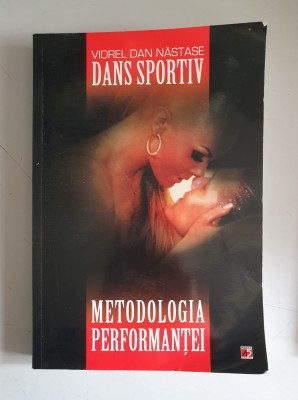 VIOREL DAN NĂSTASE
DANS SPORTIV
METODOLOGIA
PERFORMANȚEI